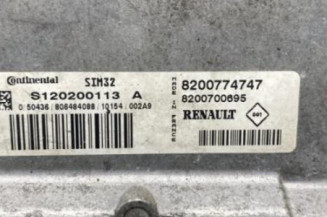 Continental SIM32
S120200113 A
0 50436 808484088 10154 002A9
MADE IN FRANCE
8200774747
8200700695
RENAULT